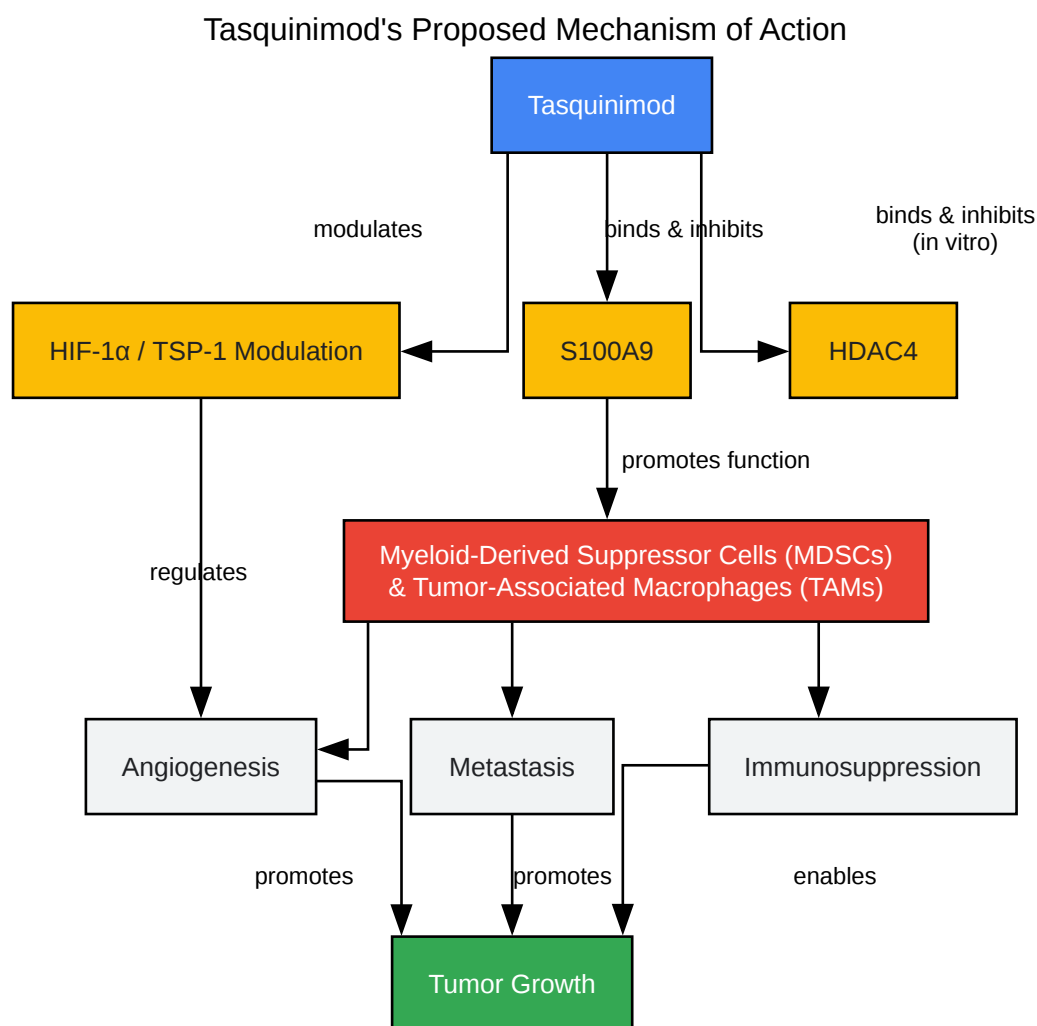 Tasquinimod's Proposed Mechanism of Action
Tasquinimod
modulates
binds & inhibits
binds & inhibits
(in vitro)
HIF-1α / TSP-1 Modulation
S100A9
HDAC4
promotes function
Myeloid-Derived Suppressor Cells (MDSCs)
& Tumor-Associated Macrophages (TAMs)
regulates
Angiogenesis
Metastasis
Immunosuppression
promotes
promotes
enables
Tumor Growth